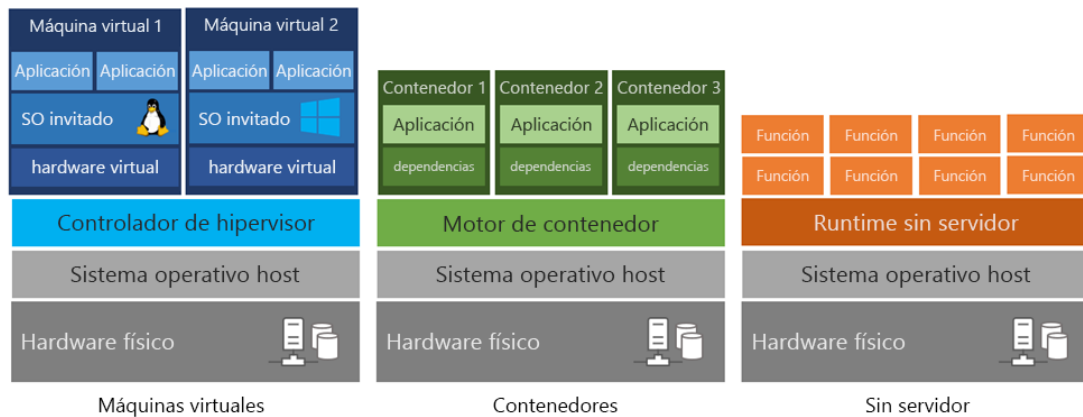 Máquina virtual 1
Aplicación Aplicación
SO invitado
hardware virtual
Máquina virtual 2
Aplicación Aplicación
SO invitado
hardware virtual
Controlador de hipervisor
Sistema operativo host
Hardware físico
Máquinas virtuales
Contenedor 1
Aplicación
dependencias
Contenedor 2
Aplicación
dependencias
Contenedor 3
Aplicación
dependencias
Motor de contenedor
Sistema operativo host
Hardware físico
Contenedores
Función Función Función Función
Función Función Función Función
Runtime sin servidor
Sistema operativo host
Hardware físico
Sin servidor